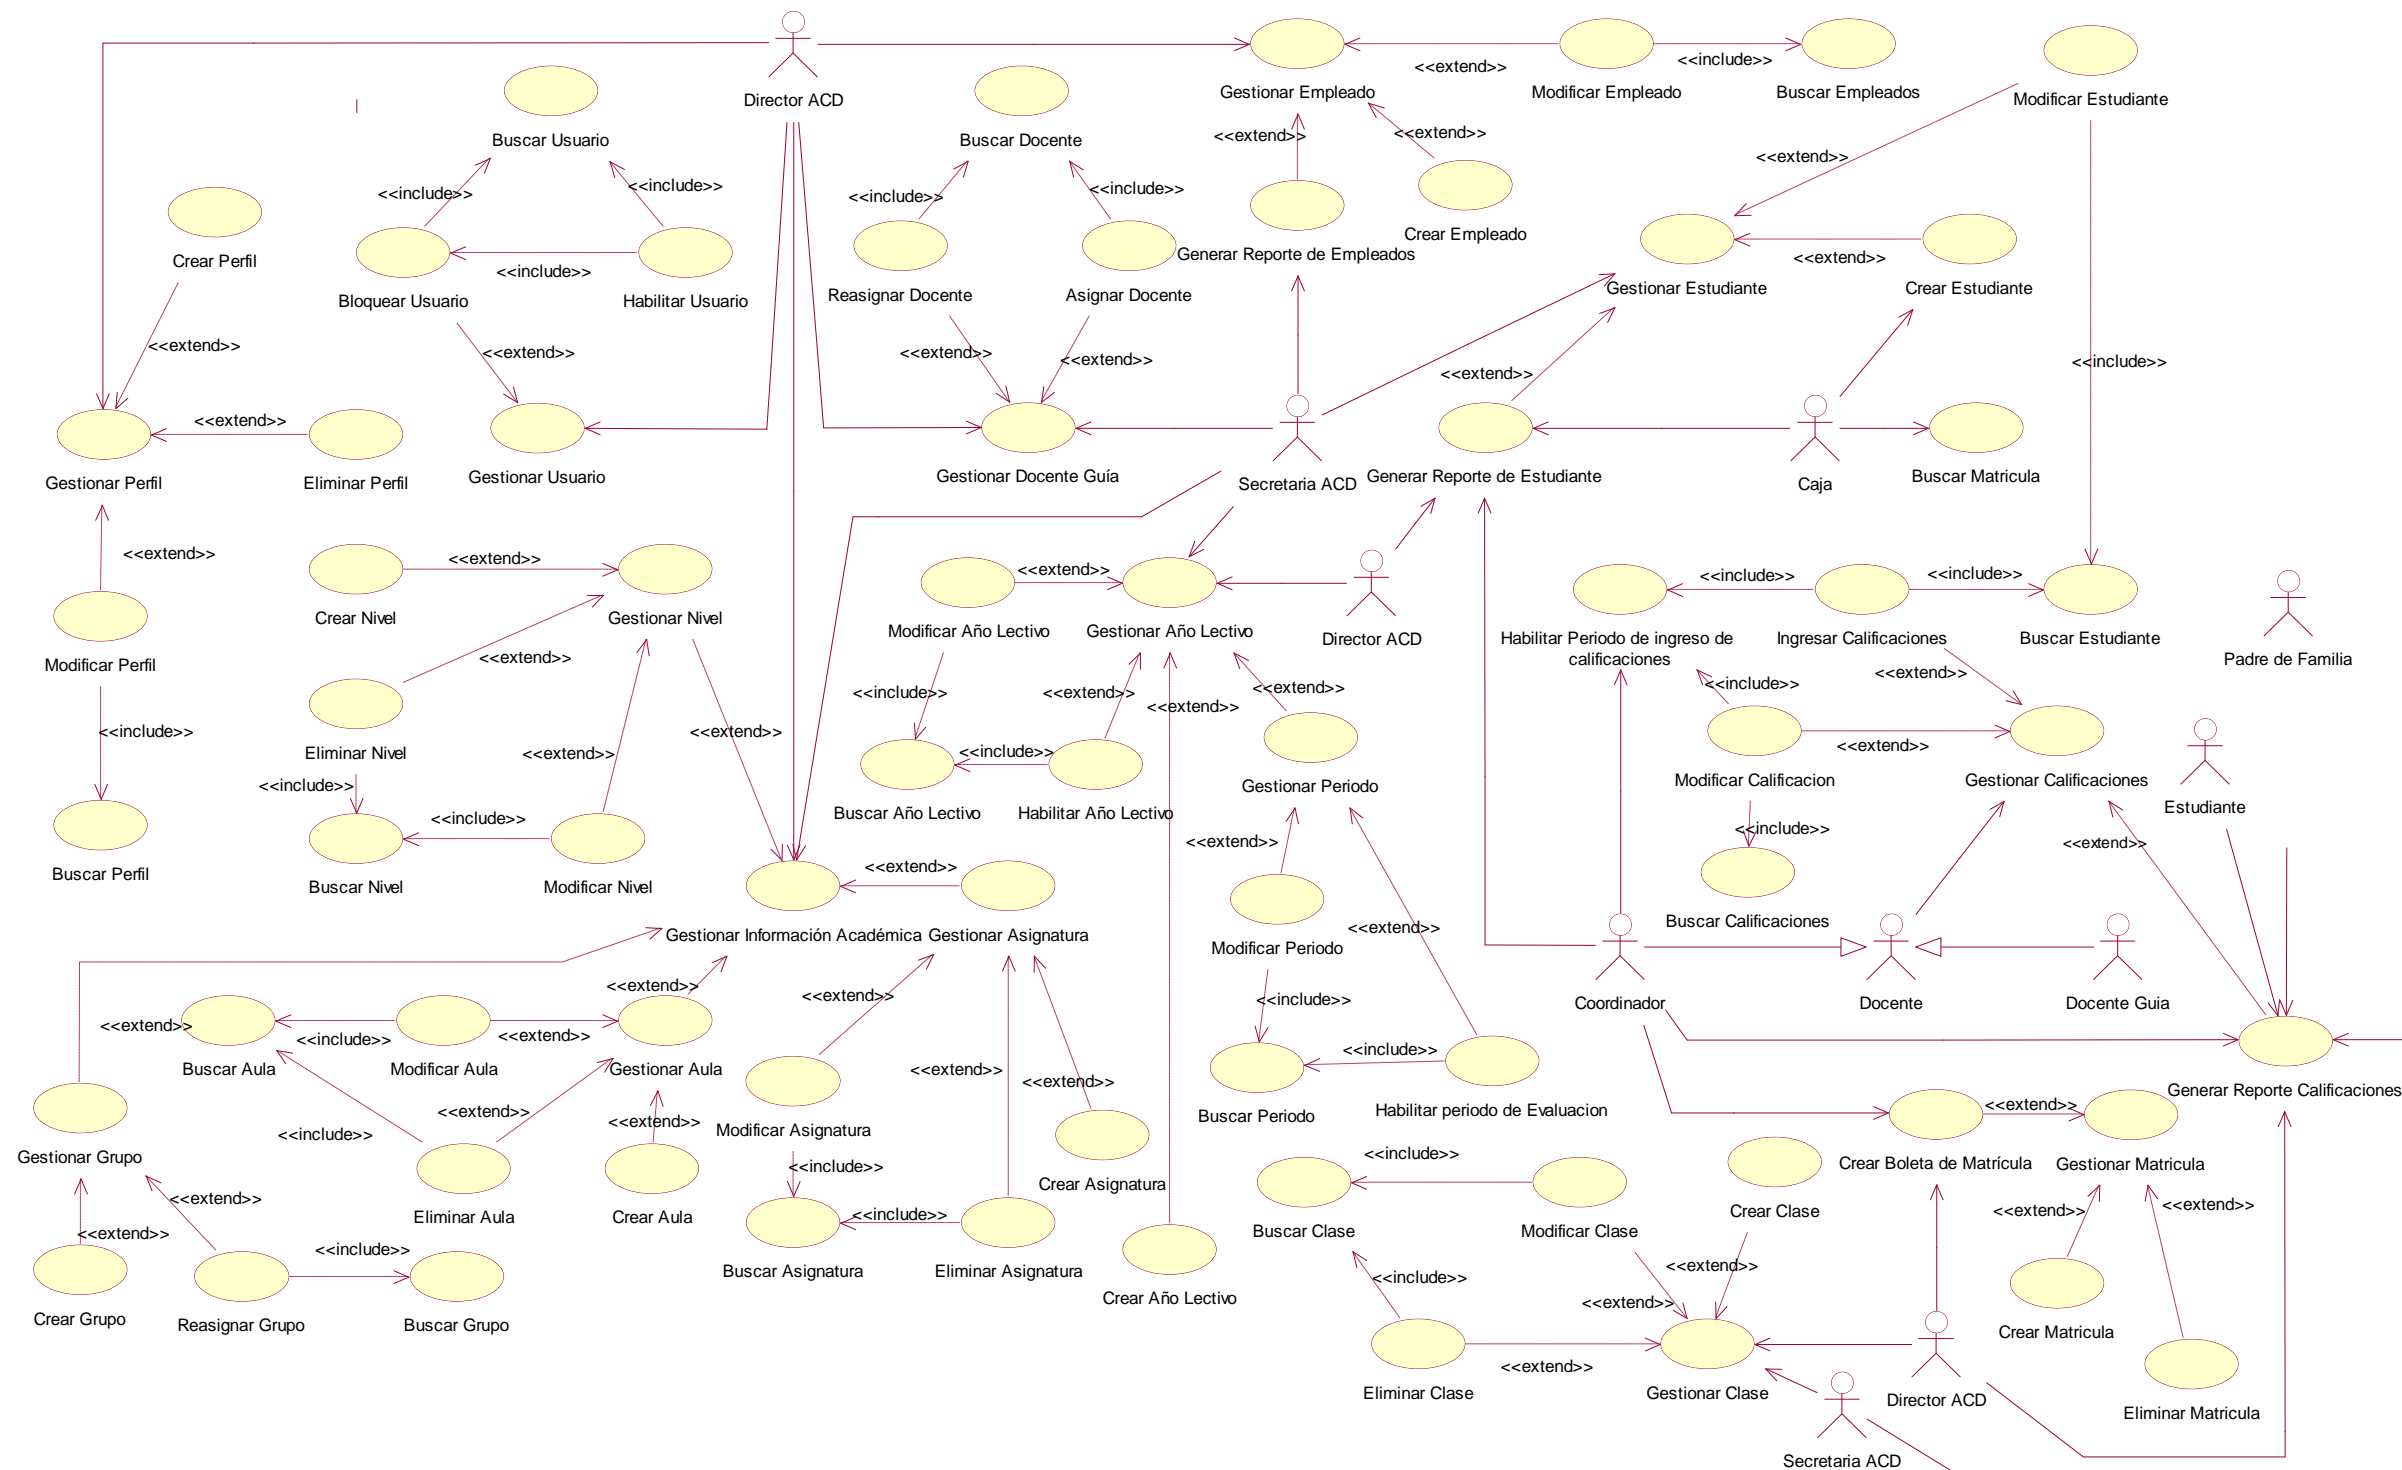 Director ACD
Gestionar Empleado
<<extend>>
Modificar Empleado
<<include>>
Buscar Empleados
Modificar Estudiante
Buscar Usuario
Buscar Docente
<<extend>>
<<extend>>
<<extend>>
<<include>>
<<include>>
<<include>>
<<include>>
Crear Perfil
Generar Reporte de Empleados
Crear Empleado
<<include>>
Bloquear Usuario
Habilitar Usuario
Reasignar Docente
Asignar Docente
Gestionar Estudiante
<<extend>>
Crear Estudiante
<<extend>>
<<extend>>
<<extend>>
<<extend>>
<<extend>>
<<include>>
<<extend>>
Gestionar Perfil
Eliminar Perfil
Gestionar Usuario
Gestionar Docente Guía
Secretaria ACD
Generar Reporte de Estudiante
Caja
Buscar Matricula
<<extend>>
<<extend>>
<<extend>>
<<include>>
<<include>>
Crear Nivel
Gestionar Nivel
Modificar Año Lectivo
Gestionar Año Lectivo
Director ACD
Habilitar Periodo de ingreso de
calificaciones
Ingresar Calificaciones
Buscar Estudiante
Padre de Familia
Modificar Perfil
<<extend>>
<<include>>
<<extend>>
<<extend>>
<<extend>>
<<include>>
<<extend>>
<<include>>
<<extend>>
<<extend>>
Eliminar Nivel
<<extend>>
<<include>>
<<extend>>
Modificar Calificacion
Gestionar Calificaciones
Estudiante
<<include>>
<<include>>
Gestionar Periodo
Buscar Año Lectivo
Habilitar Año Lectivo
<<extend>>
<<include>>
<<extend>>
Buscar Perfil
Buscar Nivel
Modificar Nivel
<<extend>>
Buscar Calificaciones
Gestionar Información Académica
Gestionar Asignatura
Modificar Periodo
<<extend>>
<<extend>>
<<extend>>
<<include>>
Coordinador
Docente
Docente Guia
<<extend>>
<<include>>
<<extend>>
Buscar Aula
Modificar Aula
Gestionar Aula
<<extend>>
<<extend>>
<<include>>
Generar Reporte Calificaciones
Buscar Periodo
Habilitar periodo de Evaluacion
<<extend>>
<<extend>>
<<extend>>
<<include>>
Modificar Asignatura
Gestionar Grupo
<<include>>
<<include>>
Crear Boleta de Matrícula
Gestionar Matricula
Crear Asignatura
<<extend>>
Eliminar Aula
Crear Aula
<<include>>
Buscar Clase
Modificar Clase
Crear Clase
<<extend>>
<<extend>>
<<extend>>
<<include>>
Buscar Asignatura
Eliminar Asignatura
<<include>>
<<extend>>
<<extend>>
Crear Año Lectivo
Crear Grupo
Reasignar Grupo
Buscar Grupo
Crear Matricula
<<extend>>
Eliminar Clase
Gestionar Clase
Director ACD
Eliminar Matricula
Secretaria ACD